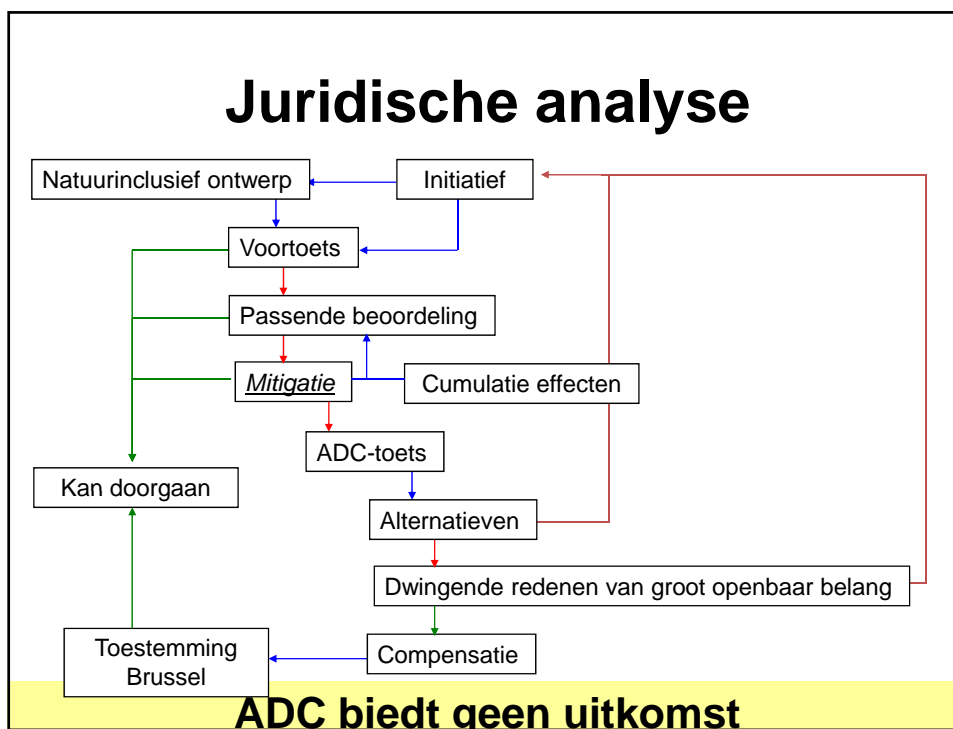 Juridische analyse
Natuurinclusief ontwerp
Initiatief
Voortoets
Passende beoordeling
Mitigatie
Cumulatie effecten
ADC-toets
Kan doorgaan
Alternatieven
Dwingende redenen van groot openbaar belang
Toestemming
Brussel
Compensatie
ADC biedt geen uitkomst